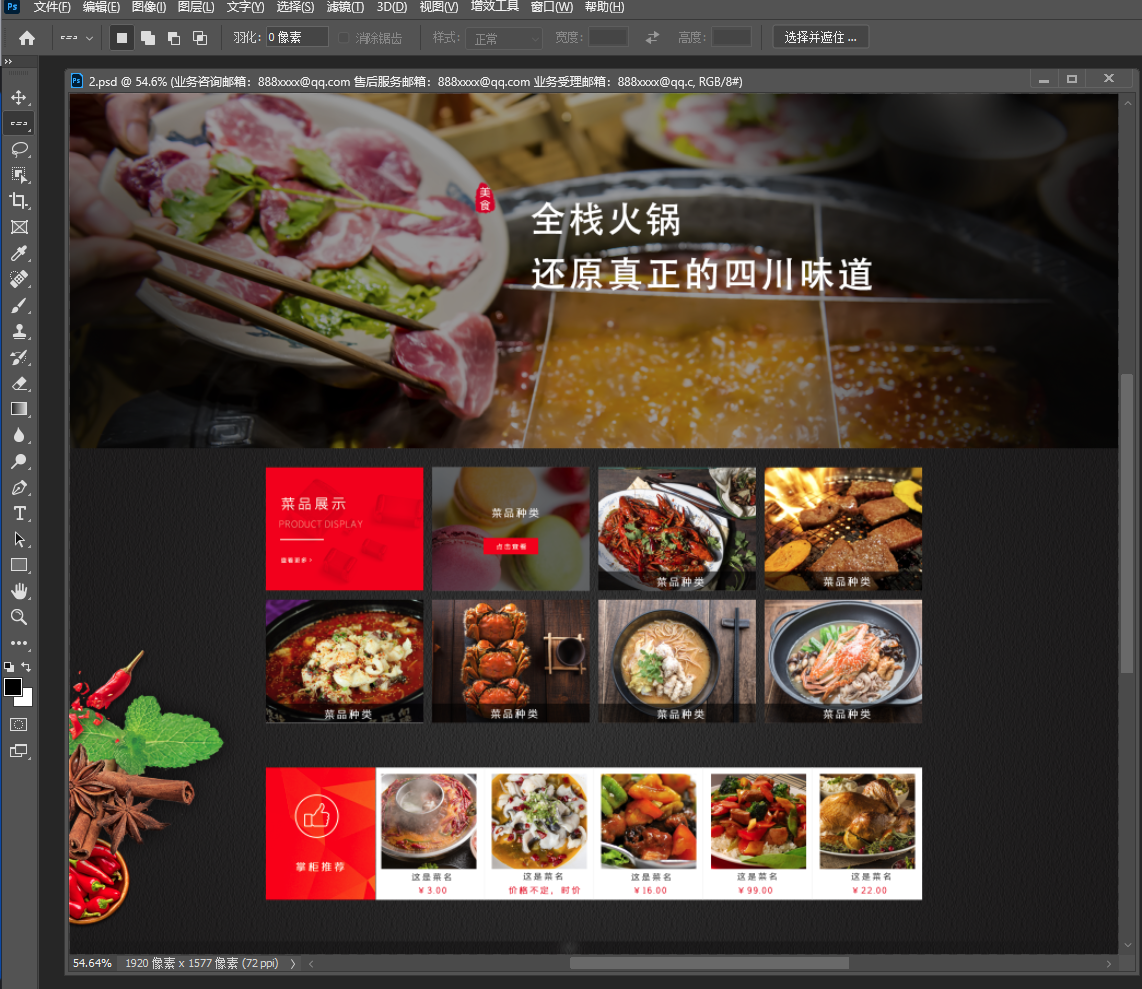 文件(F) 编辑(E) 图像(I) 图层(L) 文字(Y) 选择(S) 滤镜(T) 3D(D) 视图(V) 增效工具 窗口(W) 帮助(H)
羽化: 0 像素 消除锯齿 样式: 正常 宽度: 高度: 选择并遮住 ...
2.psd @ 54.6% (业务咨询邮箱：888xxxx@qq.com 售后服务邮箱：888xxxx@qq.com 业务受理邮箱：888xxxx@qq.c, RGB/8#)
美食
全栈火锅
还原真正的四川味道
菜品展示
PRODUCT DISPLAY
查看更多 >
菜品种类
点击查看
菜品种类
菜品种类
菜品种类
菜品种类
菜品种类
菜品种类
掌柜推荐
这是菜名
¥3.00
这是菜名
价格不定，时价
这是菜名
¥16.00
这是菜名
¥99.00
这是菜名
¥22.00
54.64% 1920 像素 x 1577 像素 (72 ppi)